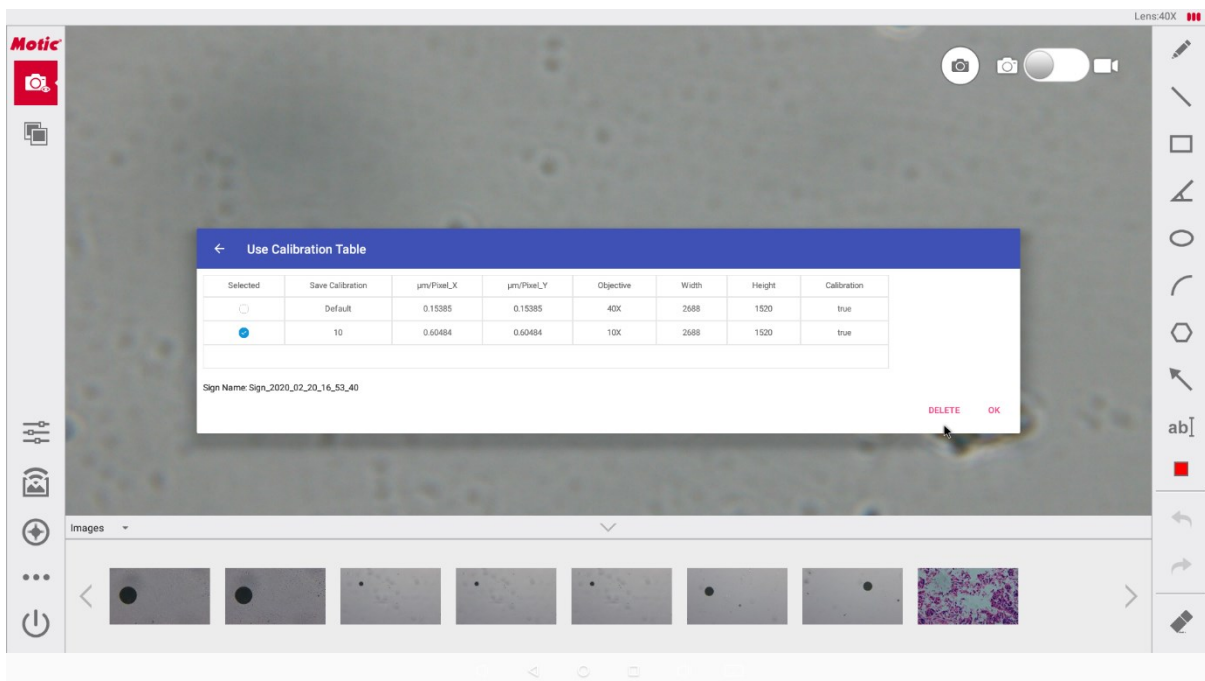 Lens:40X
Motic
Use Calibration Table
Selected Save Calibration µm/Pixel_X µm/Pixel_Y Objective Width Height Calibration
Default 0.15385 0.15385 40X 2688 1520 true
10 0.60484 0.60484 10X 2688 1520 true
Sign Name: Sign_2020_02_20_16_53_40
DELETE OK
ab
Images